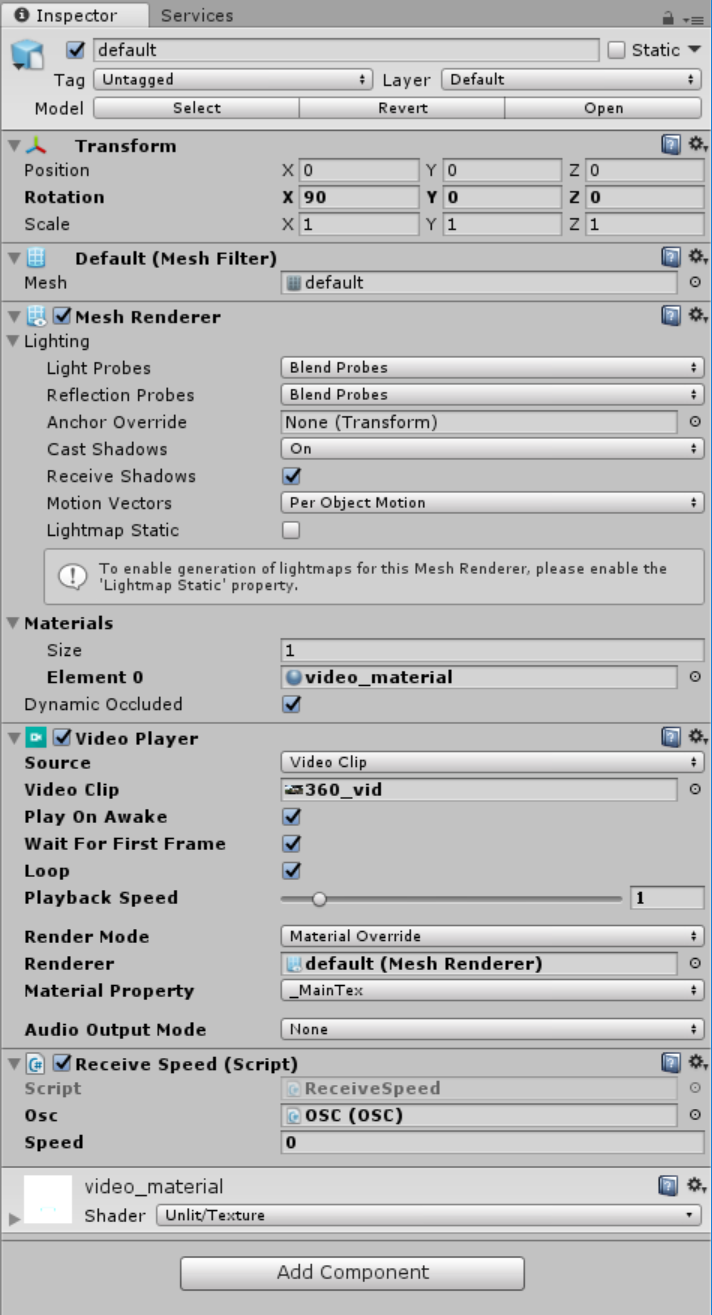 Inspector Services
default Static
Tag Untagged Layer Default
Model Select Revert Open
Transform
Position X 0 Y 0 Z 0
Rotation X 90 Y 0 Z 0
Scale X 1 Y 1 Z 1
Default (Mesh Filter)
Mesh default
Mesh Renderer
Lighting
Light Probes Blend Probes
Reflection Probes Blend Probes
Anchor Override None (Transform)
Cast Shadows On
Receive Shadows
Motion Vectors Per Object Motion
Lightmap Static
To enable generation of lightmaps for this Mesh Renderer, please enable the
'Lightmap Static' property.
Materials
Size 1
Element 0 video_material
Dynamic Occluded
Video Player
Source Video Clip
Video Clip 360_vid
Play On Awake
Wait For First Frame
Loop
Playback Speed 1
Render Mode Material Override
Renderer default (Mesh Renderer)
Material Property _MainTex
Audio Output Mode None
Receive Speed (Script)
Script ReceiveSpeed
Osc OSC (OSC)
Speed 0
video_material
Shader Unlit/Texture
Add Component